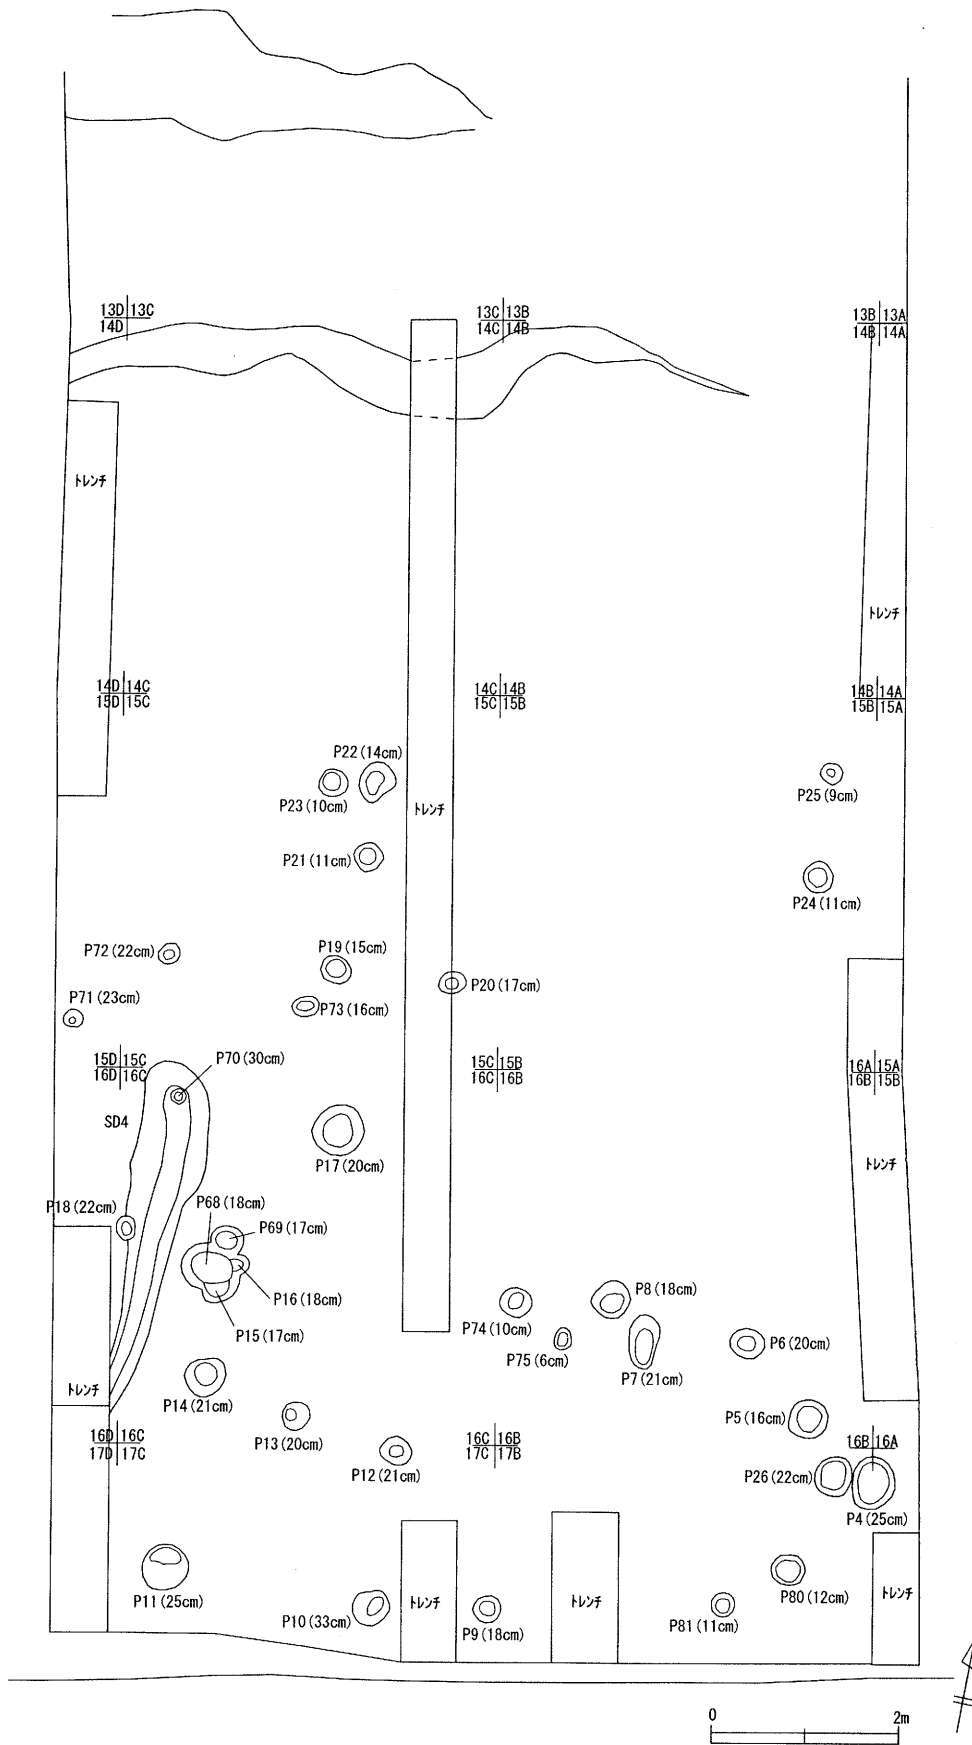 13D 13C
14D
13C 13B
14C 14B
13B 13A
14B 14A
トレンチ
トレンチ
14D 14C
15D 15C
14C 14B
15C 15B
14B 14A
15B 15A
P22(14cm)
P23(10cm)
トレンチ
P25(9cm)
P21(11cm)
P24(11cm)
P72(22cm)
P19(15cm)
P20(17cm)
P71(23cm)
P73(16cm)
15D 15C
16D 16C
P70(30cm)
15C 15B
16C 16B
16A 15A
16B 15B
SD4
P17(20cm)
トレンチ
P18(22cm)
P68(18cm)
P69(17cm)
P16(18cm)
P15(17cm)
P8(18cm)
P74(10cm)
P75(6cm)
P7(21cm)
P6(20cm)
トレンチ
P14(21cm)
P13(20cm)
P5(16cm)
16D 16C
17D 17C
P12(21cm)
16C 16B
17C 17B
16B 16A
P26(22cm)
P4(25cm)
P11(25cm)
P10(33cm)
トレンチ
P9(18cm)
トレンチ
P81(11cm)
P80(12cm)
トレンチ
0 2m